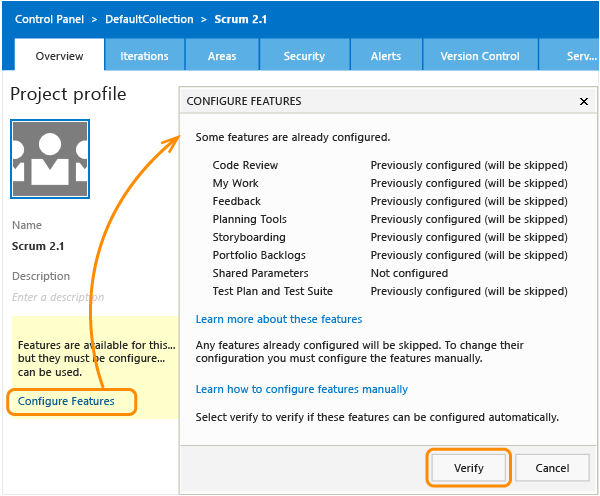 Control Panel > DefaultCollection > Scrum 2.1
Overview Iterations Areas Security Alerts Version Control Serv...
Project profile
Name
Scrum 2.1
Description
Enter a description
Features are available for this...
but they must be configure...
can be used.
Configure Features
CONFIGURE FEATURES ×
Some features are already configured.
Code Review Previously configured (will be skipped)
My Work Previously configured (will be skipped)
Feedback Previously configured (will be skipped)
Planning Tools Previously configured (will be skipped)
Storyboarding Previously configured (will be skipped)
Portfolio Backlogs Previously configured (will be skipped)
Shared Parameters Not configured
Test Plan and Test Suite Previously configured (will be skipped)
Learn more about these features
Any features already configured will be skipped. To change their
configuration you must configure the features manually.
Learn how to configure features manually
Select verify to verify if these features can be configured automatically.
Verify Cancel